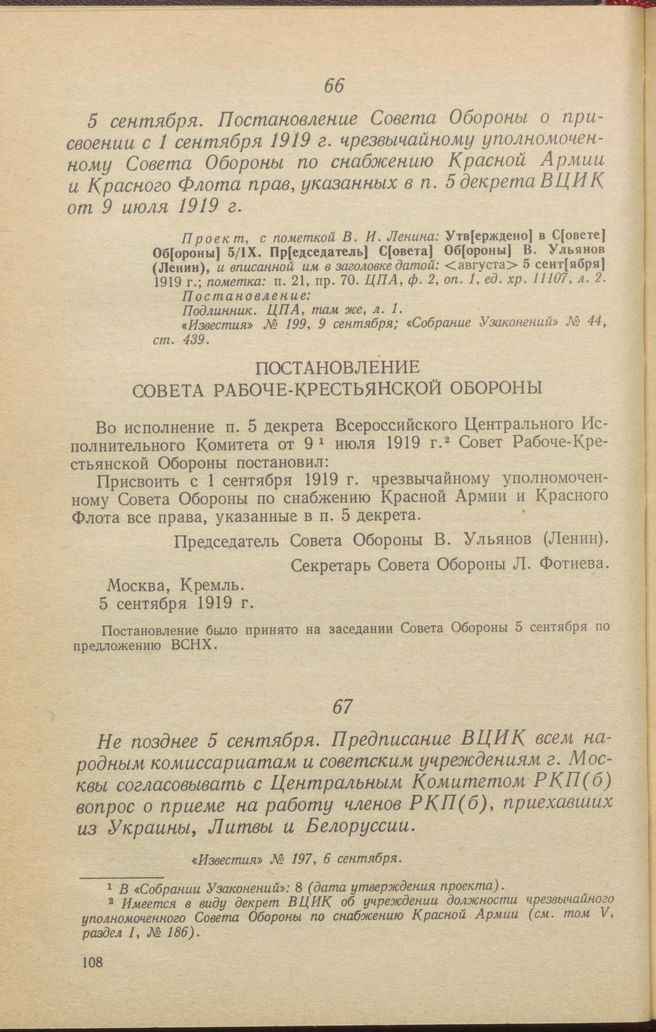 66
5 сентября. Постановление Совета Обороны о при-
своении с 1 сентября 1919 г. чрезвычайному уполномочен-
ному Совета Обороны по снабжению Красной Армии
и Красного Флота прав, указанных в п. 5 декрета ВЦИК
от 9 июля 1919 г.
Проект, с пометкой В. И. Ленина: Утв[ерждено] в С[овете]
Об[ороны] 5/IX. Пр[едседатель] С[овета] Об[ороны] В. Ульянов
(Ленин), и вписанной им в заголовке датой: <августа> 5 сент[ября]
1919 г.; пометка: п. 21, пр. 70. ЦПА, ф. 2, оп. 1, ед. хр. 11107, л. 2.
Постановление:
Подлинник. ЦПА, там же, л. 1.
«Известия» № 199, 9 сентября; «Собрание Узаконений» № 44,
ст. 439.
ПОСТАНОВЛЕНИЕ
СОВЕТА РАБОЧЕ-КРЕСТЬЯНСКОЙ ОБОРОНЫ
Во исполнение п. 5 декрета Всероссийского Центрального Ис-
полнительного Комитета от 9¹ июля 1919 г.² Совет Рабоче-Кре-
стьянской Обороны постановил:
Присвоить с 1 сентября 1919 г. чрезвычайному уполномочен-
ному Совета Обороны по снабжению Красной Армии и Красного
Флота все права, указанные в п. 5 декрета.
Председатель Совета Обороны В. Ульянов (Ленин).
Секретарь Совета Обороны Л. Фотиева.
Москва, Кремль.
5 сентября 1919 г.
Постановление было принято на заседании Совета Обороны 5 сентября по
предложению ВСНХ.
67
Не позднее 5 сентября. Предписание ВЦИК всем на-
родным комиссариатам и советским учреждениям г. Мос-
квы согласовывать с Центральным Комитетом РКП(б)
вопрос о приеме на работу членов РКП(б), приехавших
из Украины, Литвы и Белоруссии.
«Известия» № 197, 6 сентября.
¹ В «Собрании Узаконений»: 8 (дата утверждения проекта).
² Имеется в виду декрет ВЦИК об учреждении должности чрезвычайного
уполномоченного Совета Обороны по снабжению Красной Армии (см. том V,
раздел I, № 186).
108